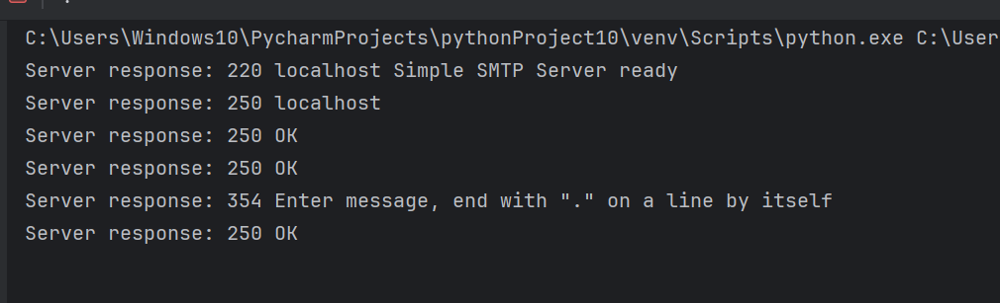 C:\Users\Windows10\PycharmProjects\pythonProject10\venv\Scripts\python.exe C:\User
Server response: 220 localhost Simple SMTP Server ready
Server response: 250 localhost
Server response: 250 OK
Server response: 250 OK
Server response: 354 Enter message, end with "." on a line by itself
Server response: 250 OK